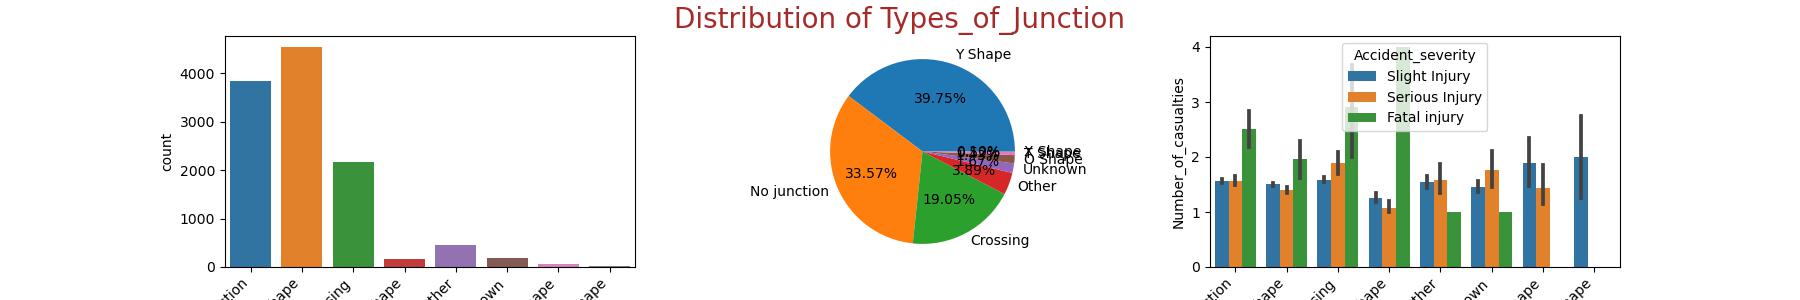 Distribution of Types_of_Junction
count
4000
3000
2000
1000
0
Y Shape
39.75%
No junction
33.57%
Crossing
19.05%
Other
3.89%
Unknown
1.67%
O Shape
X Shape
Number_of_casualties
4
3
2
1
0
Accident_severity
Slight Injury
Serious Injury
Fatal injury